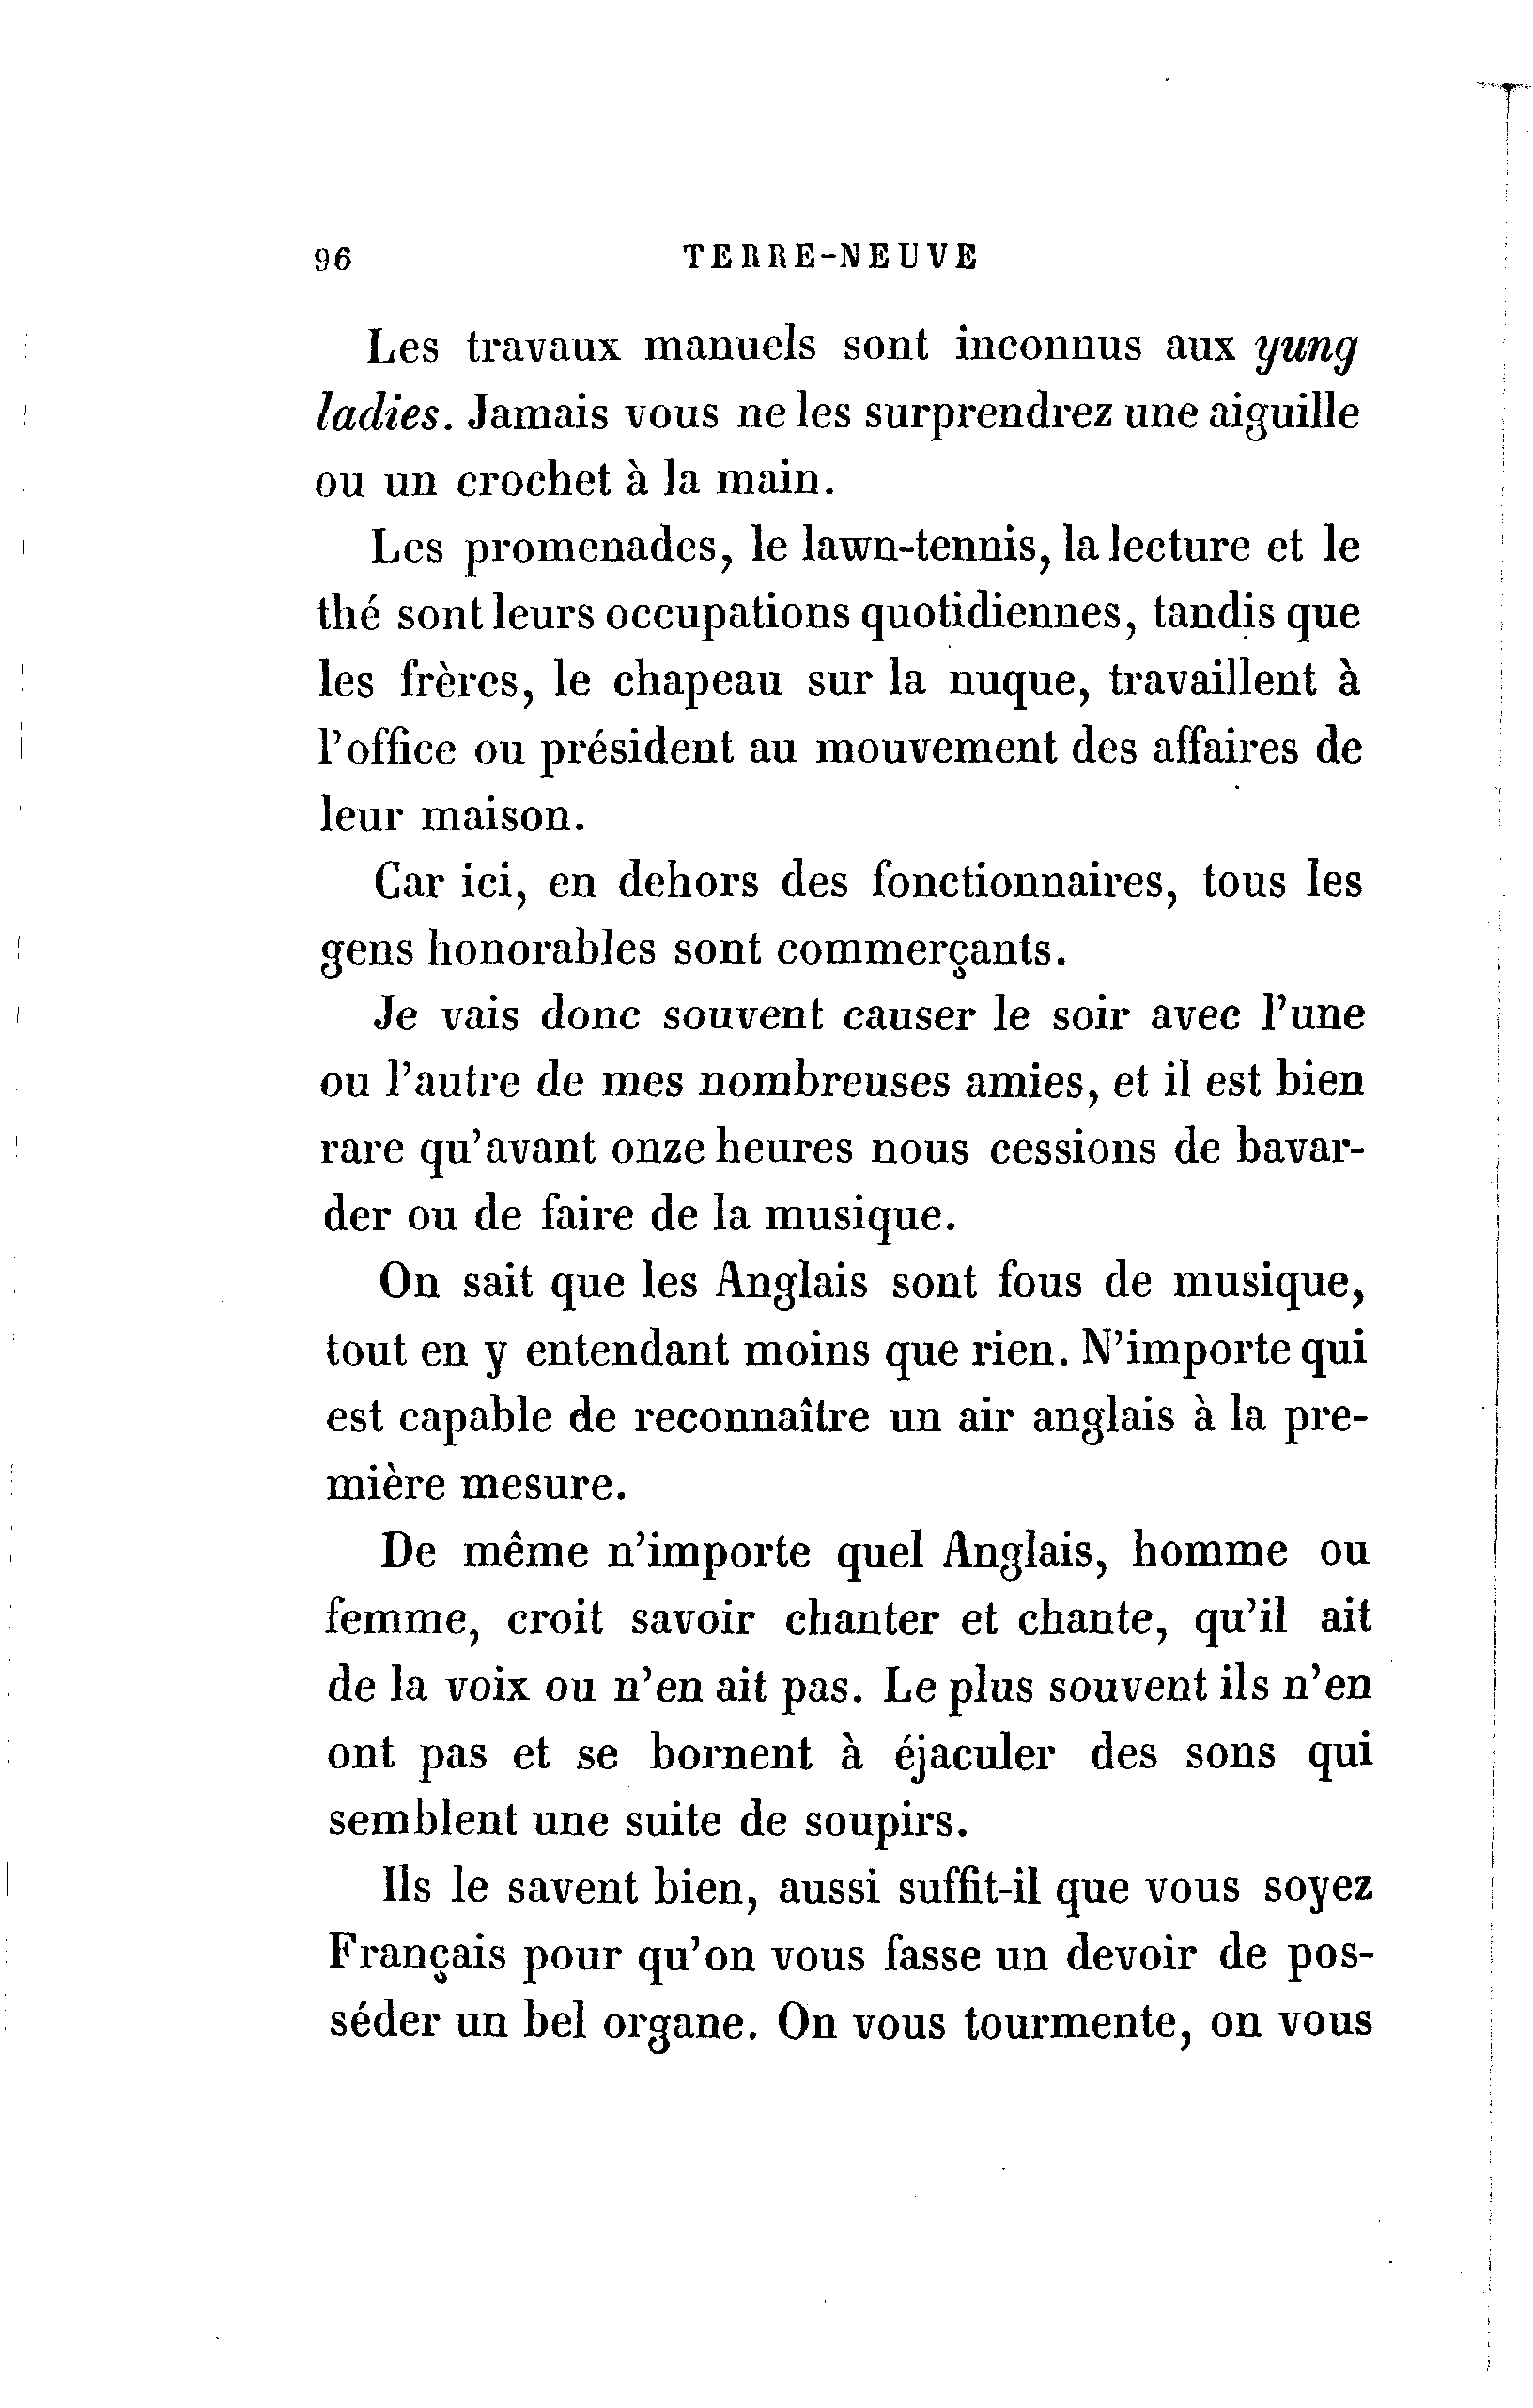 96 TERRE-NEUVE
Les travaux manuels sont inconnus aux yung
ladies. Jamais vous ne les surprendrez une aiguille
ou un crochet à la main.
Les promenades, le lawn-tennis, la lecture et le
thé sont leurs occupations quotidiennes, tandis que
les frères, le chapeau sur la nuque, travaillent à
l'office ou président au mouvement des affaires de
leur maison.
Car ici, en dehors des fonctionnaires, tous les
gens honorables sont commerçants.
Je vais donc souvent causer le soir avec l'une
ou l'autre de mes nombreuses amies, et il est bien
rare qu'avant onze heures nous cessions de bavar-
der ou de faire de la musique.
On sait que les Anglais sont fous de musique,
tout en y entendant moins que rien. N'importe qui
est capable de reconnaître un air anglais à la pre-
mière mesure.
De même n'importe quel Anglais, homme ou
femme, croit savoir chanter et chante, qu'il ait
de la voix ou n'en ait pas. Le plus souvent ils n'en
ont pas et se bornent à éjaculer des sons qui
semblent une suite de soupirs.
Ils le savent bien, aussi suffit-il que vous soyez
Français pour qu'on vous fasse un devoir de pos-
séder un bel organe. On vous tourmente, on vous